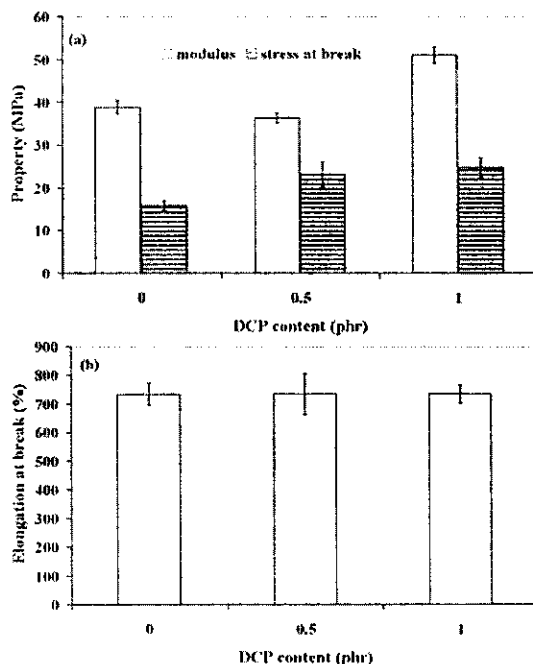 60
(a)
modulus stress at break
50
40
30
20
10
0
Property (MPa)
0 0.5 1
DCP content (phr)
900
(b)
800
700
600
500
400
300
200
100
0
Elongation at break (%)
0 0.5 1
DCP content (phr)